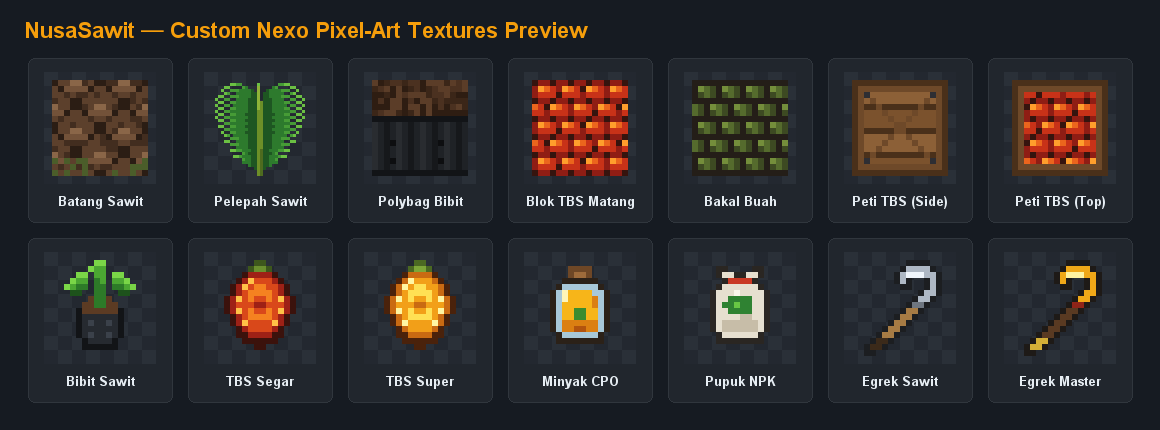 NusaSawit — Custom Nexo Pixel-Art Textures Preview
Batang Sawit
Pelepah Sawit
Polybag Bibit
Blok TBS Matang
Bakal Buah
Peti TBS (Side)
Peti TBS (Top)
Bibit Sawit
TBS Segar
TBS Super
Minyak CPO
Pupuk NPK
Egrek Sawit
Egrek Master